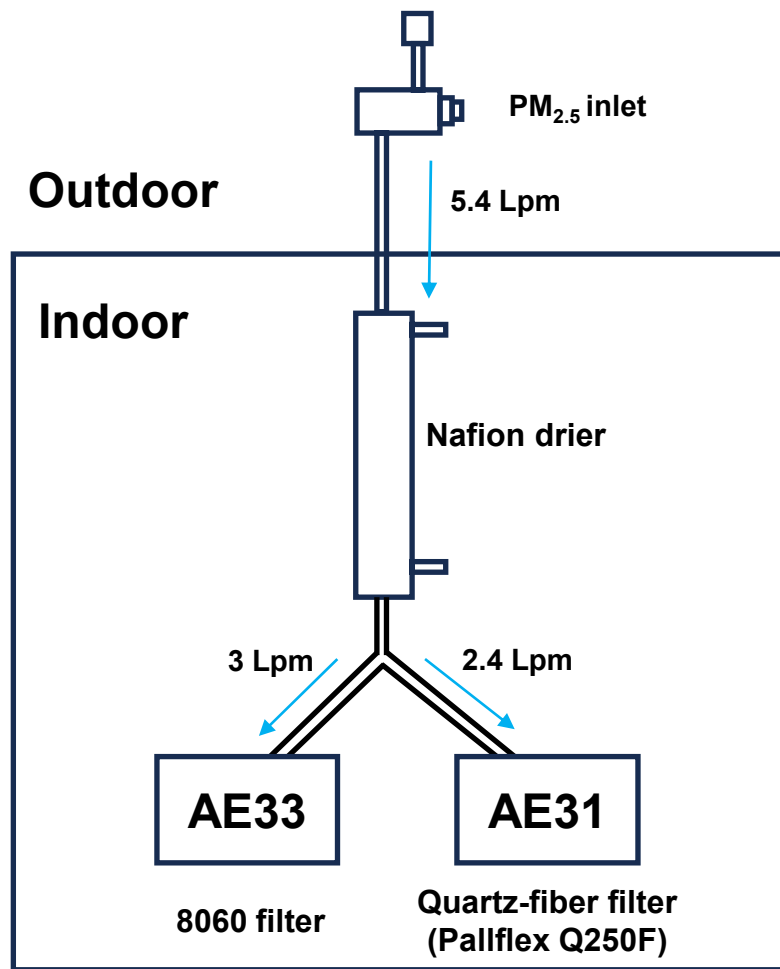 PM2.5 inlet
Outdoor
5.4 Lpm
Indoor
Nafion drier
3 Lpm
2.4 Lpm
AE33
AE31
8060 filter
Quartz-fiber filter
(Pallflex Q250F)